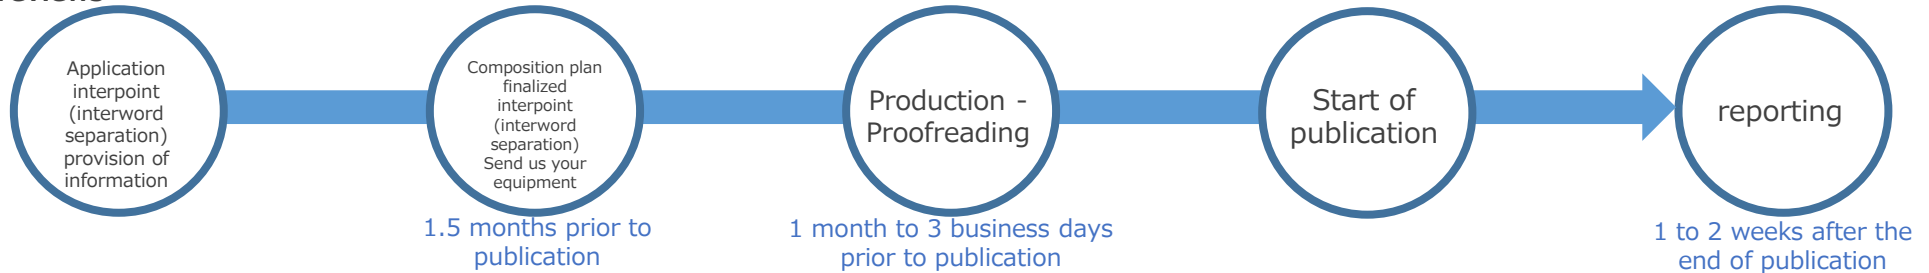 Application
interpoint
(interword
separation)
provision of
information
Composition plan
finalized
interpoint
(interword
separation)
Send us your
equipment
1.5 months prior to
publication
Production -
Proofreading
1 month to 3 business days
prior to publication
Start of
publication
reporting
1 to 2 weeks after the
end of publication